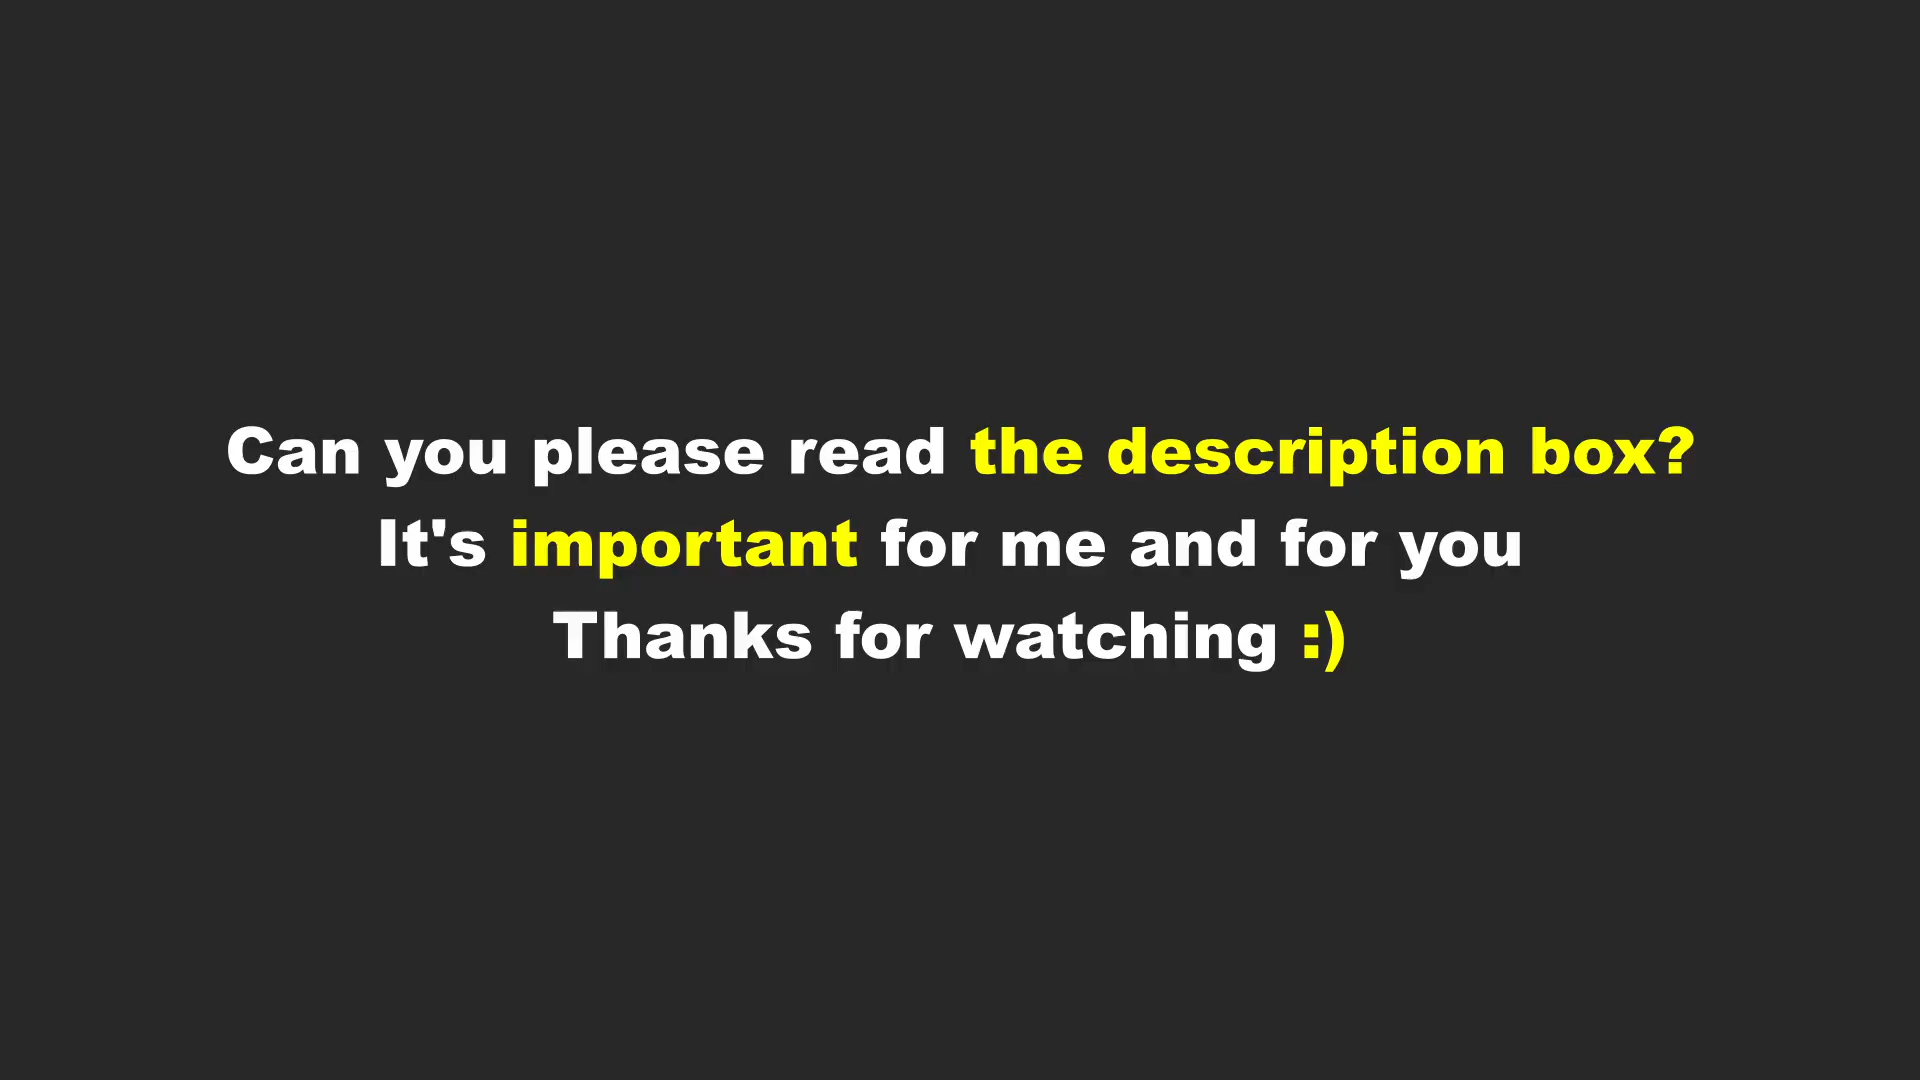 Can you please read the description box?
It's important for me and for you
Thanks for watching :)